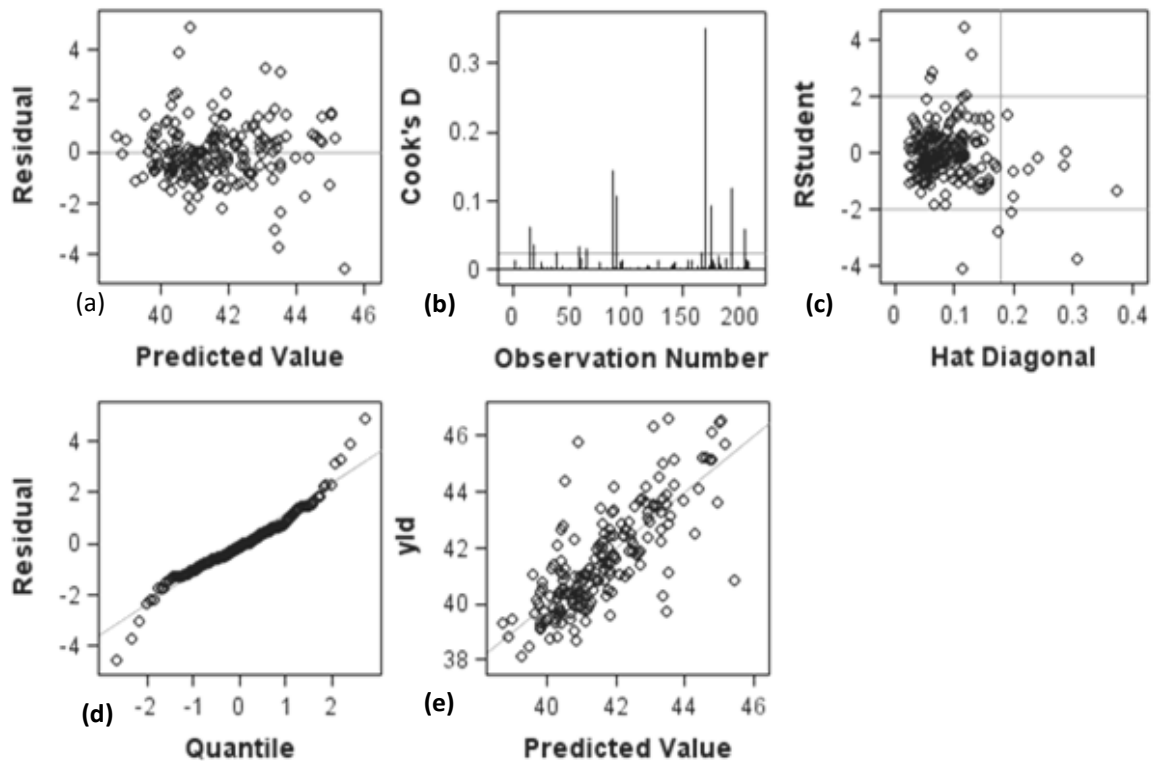 Residual
4
2
0
-2
-4
40 42 44 46
(a)
Predicted Value
Cook's D
0.3
0.2
0.1
0
0 50 100 150 200
(b)
Observation Number
RStudent
4
2
0
-2
-4
0 0.1 0.2 0.3 0.4
(c)
Hat Diagonal
Residual
4
2
0
-2
-4
-2 -1 0 1 2
(d)
Quantile
yld
46
44
42
40
38
40 42 44 46
(e)
Predicted Value